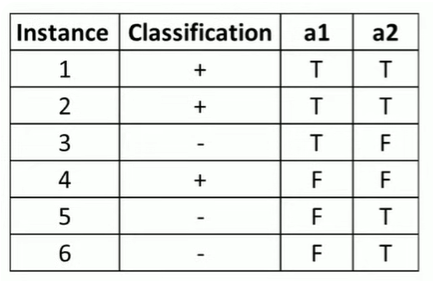 Instance Classification a1 a2
1 + T T
2 + T T
3 - T F
4 + F F
5 - F T
6 - F T